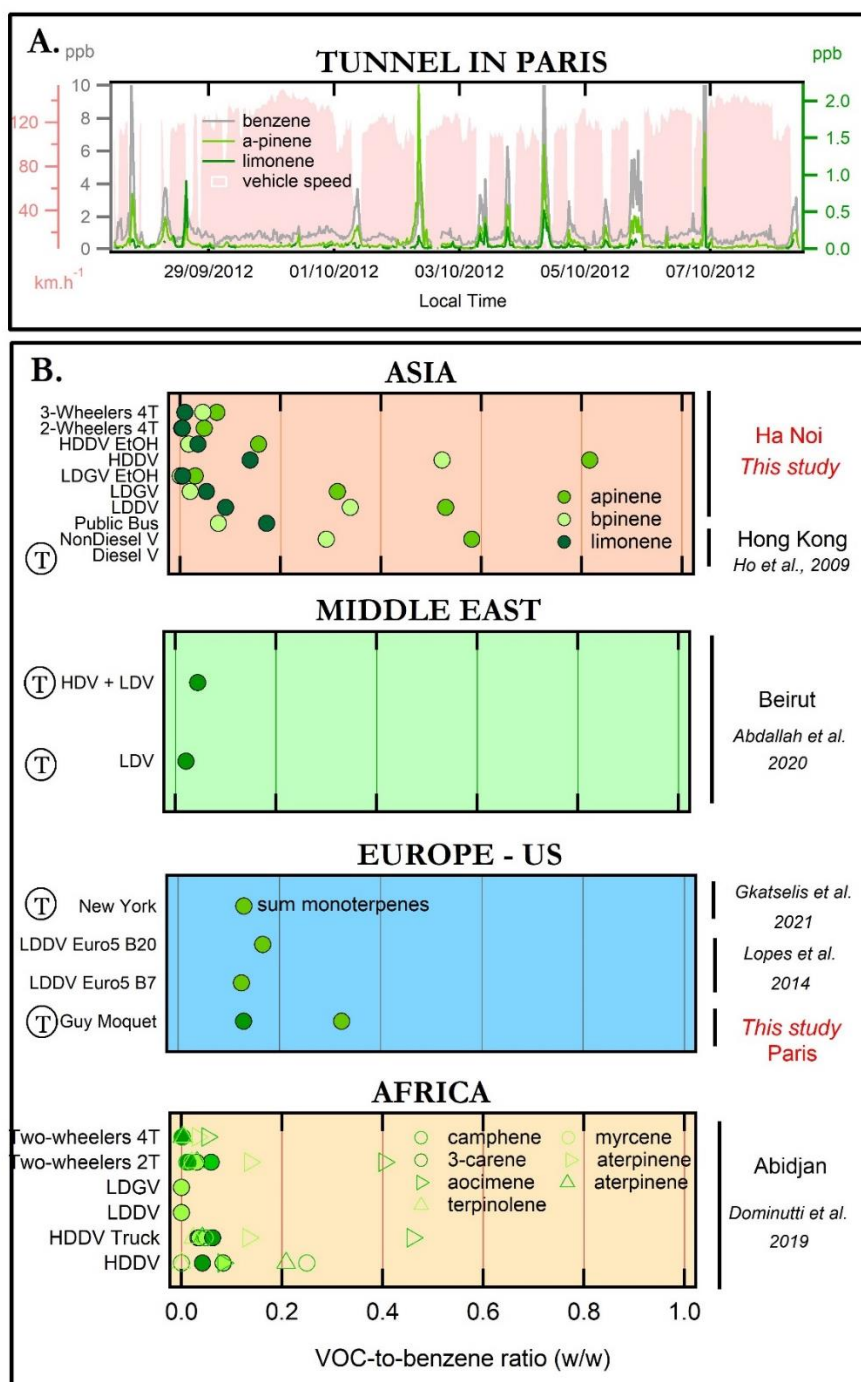 A.
TUNNEL IN PARIS
ppb
ppb
10
8
6
4
2
0
120
80
40
km.h⁻¹
2.0
1.5
1.0
0.5
0.0
benzene
a-pinene
limonene
vehicle speed
29/09/2012
01/10/2012
03/10/2012
05/10/2012
07/10/2012
Local Time
B.
ASIA
3-Wheelers 4T
2-Wheelers 4T
HDDV EtOH
HDDV
LDGV EtOH
LDGV
LDDV
Public Bus
NonDiesel V
T Diesel V
apinene
bpinene
limonene
Ha Noi
This study
Hong Kong
Ho et al., 2009
MIDDLE EAST
T HDV + LDV
T LDV
Beirut
Abdallah et al.
2020
EUROPE - US
T New York
sum monoterpenes
LDDV Euro5 B20
LDDV Euro5 B7
T Guy Moquet
Gkatselis et al.
2021
Lopes et al.
2014
This study
Paris
AFRICA
Two-wheelers 4T
Two-wheelers 2T
LDGV
LDDV
HDDV Truck
HDDV
camphene
3-carene
aocimene
terpinolene
myrcene
aterpinene
aterpinene
Abidjan
Dominutti et al.
2019
0.0
0.2
0.4
0.6
0.8
1.0
VOC-to-benzene ratio (w/w)